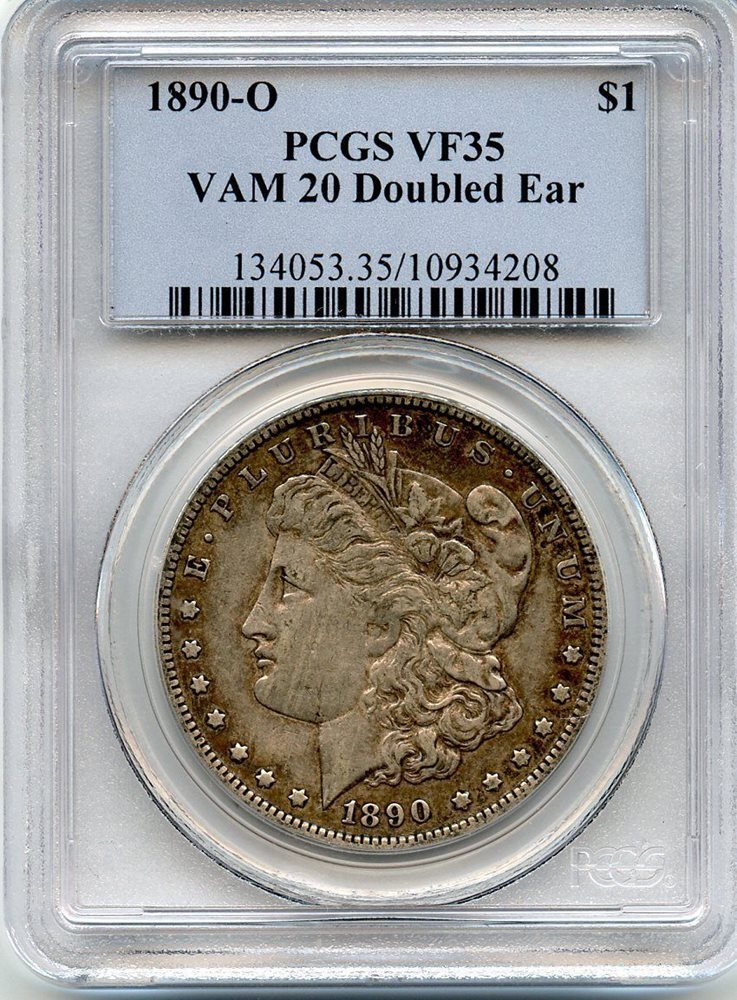 1890-O $1
PCGS VF35
VAM 20 Doubled Ear
134053.35/10934208
E · PLURIBUS · UNUM
LIBERTY
1890
PCGS